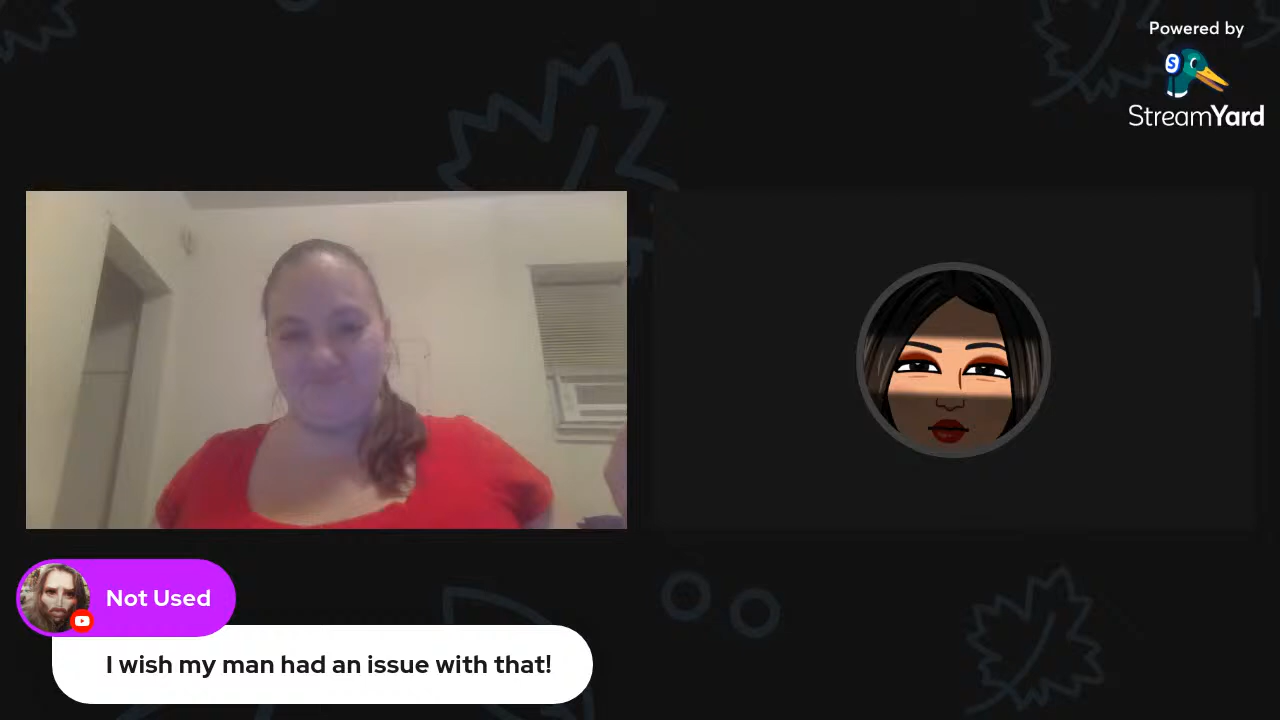 Powered by
S
StreamYard
Not Used
I wish my man had an issue with that!